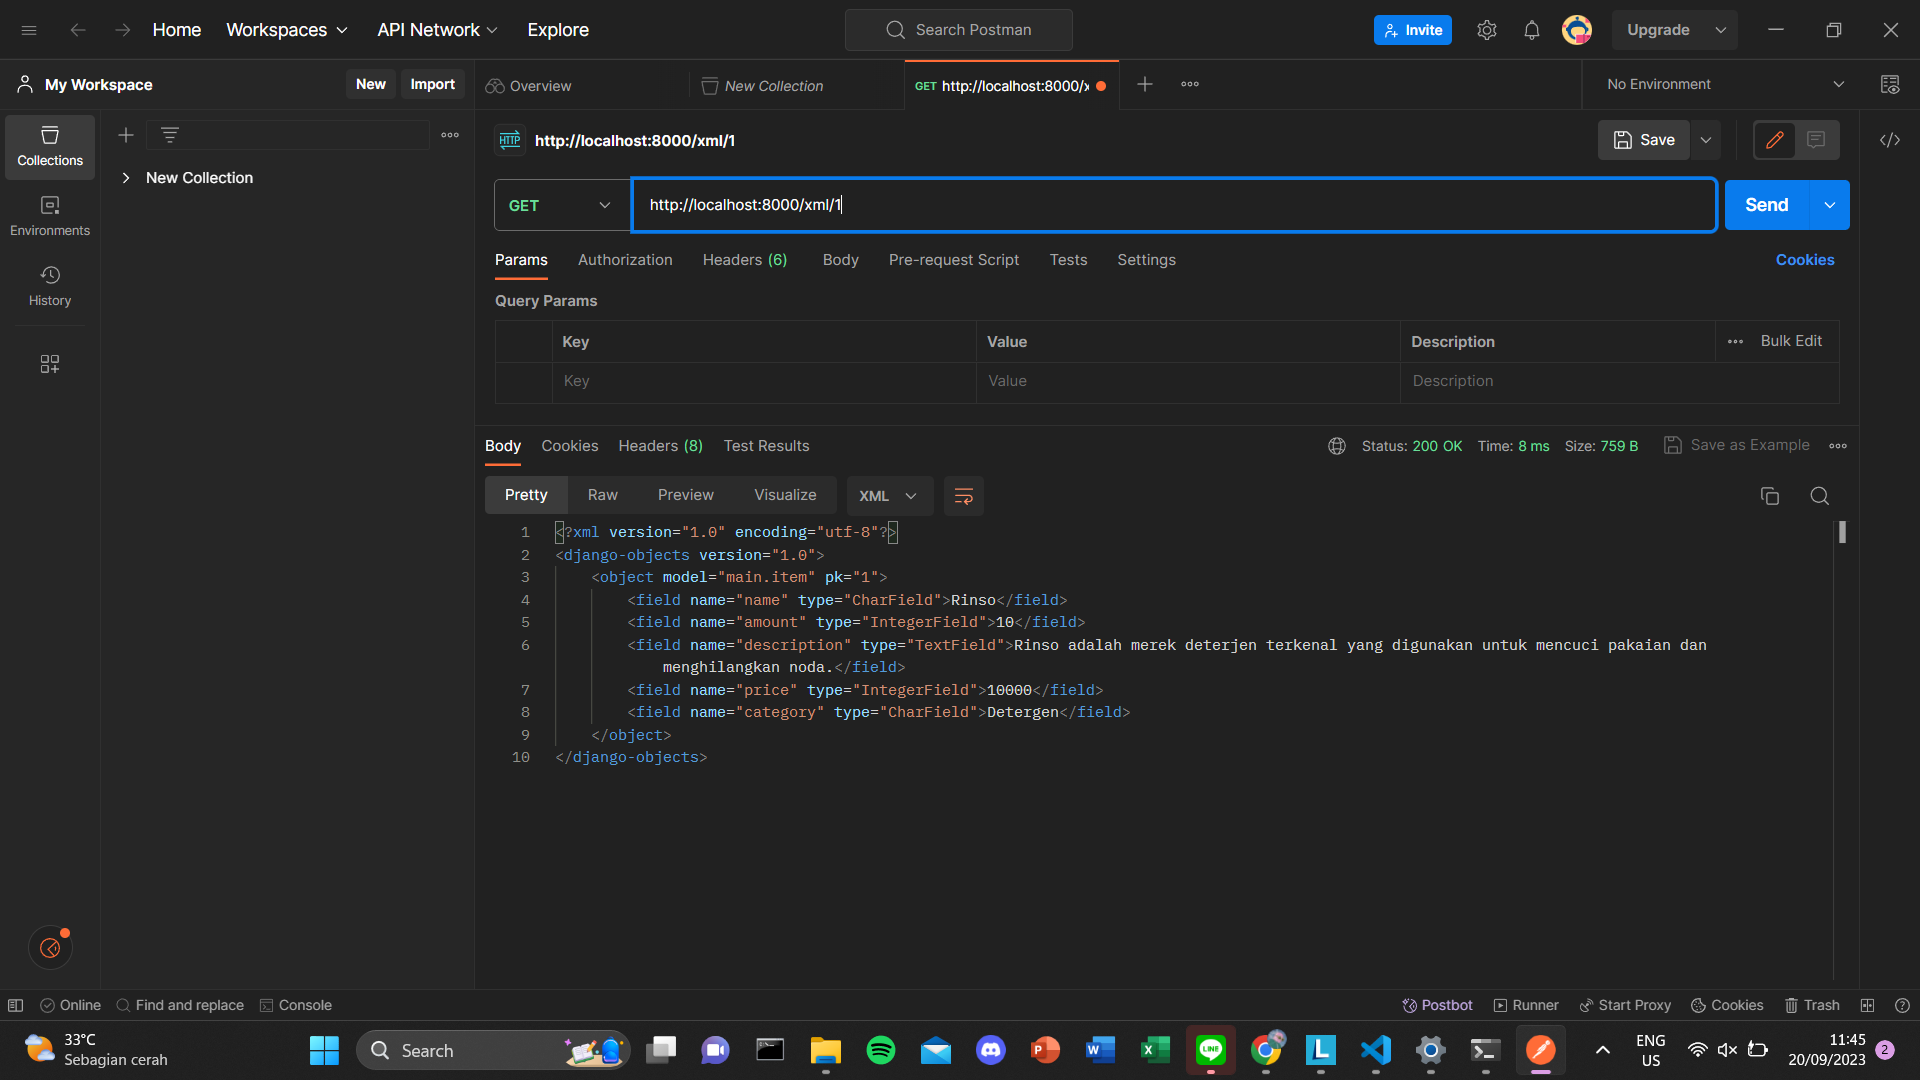 Home Workspaces API Network Explore Search Postman Invite Upgrade
My Workspace New Import Overview New Collection GET http://localhost:8000/x No Environment
Collections
New Collection
Environments
History
HTTP http://localhost:8000/xml/1 Save
GET http://localhost:8000/xml/1 Send
Params Authorization Headers (6) Body Pre-request Script Tests Settings Cookies
Query Params
Key Value Description Bulk Edit
Key Value Description
Body Cookies Headers (8) Test Results Status: 200 OK Time: 8 ms Size: 759 B Save as Example
Pretty Raw Preview Visualize XML
1 <?xml version="1.0" encoding="utf-8"?>
2 <django-objects version="1.0">
3 <object model="main.item" pk="1">
4 <field name="name" type="CharField">Rinso</field>
5 <field name="amount" type="IntegerField">10</field>
6 <field name="description" type="TextField">Rinso adalah merek deterjen terkenal yang digunakan untuk mencuci pakaian dan
menghilangkan noda.</field>
7 <field name="price" type="IntegerField">10000</field>
8 <field name="category" type="CharField">Detergen</field>
9 </object>
10 </django-objects>
Online Find and replace Console Postbot Runner Start Proxy Cookies Trash
33°C
Sebagian cerah
Search
ENG
US
11:45
20/09/2023
2